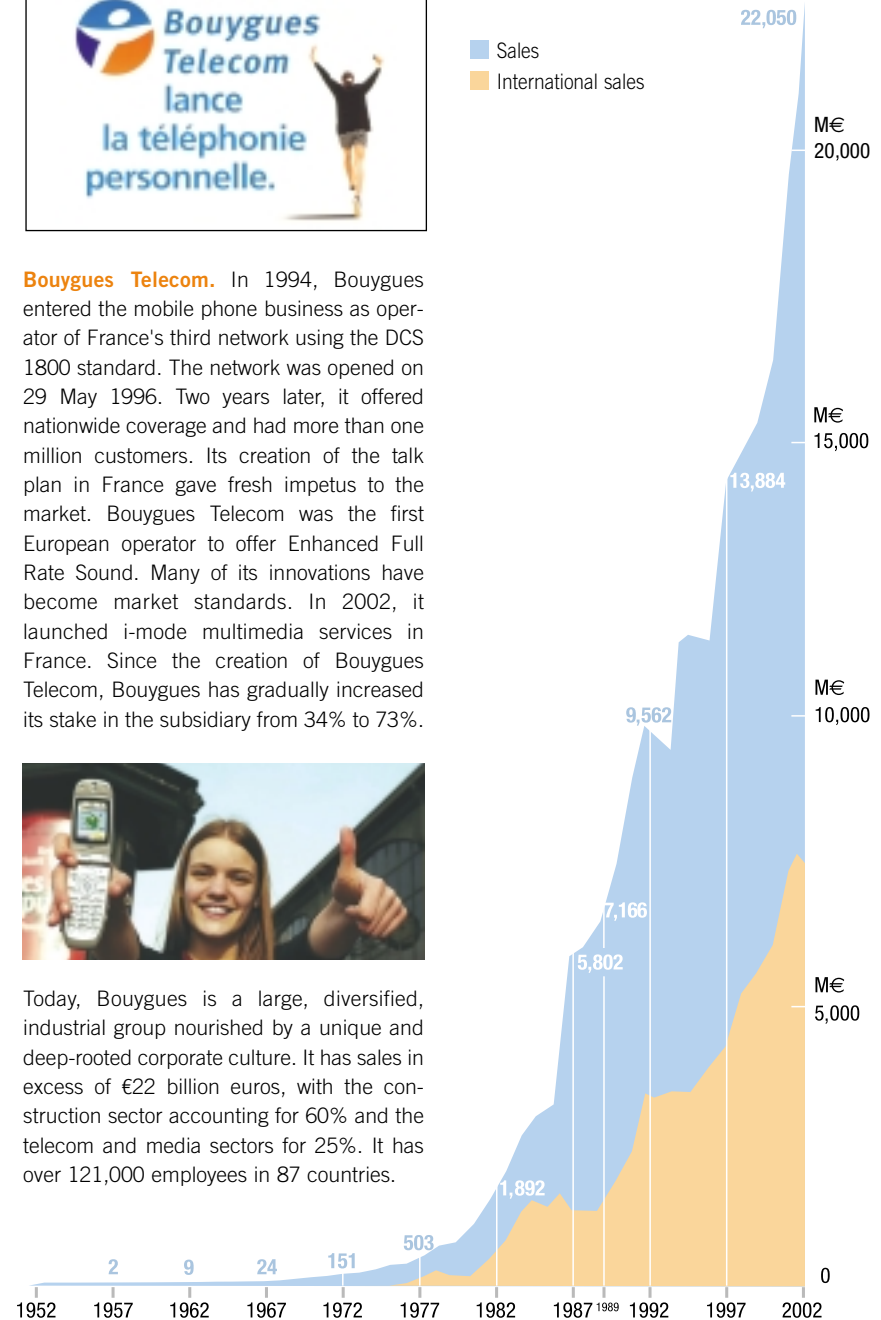 Bouygues
Telecom
lance
la téléphonie
personnelle.
Bouygues Telecom. In 1994, Bouygues
entered the mobile phone business as oper-
ator of France's third network using the DCS
1800 standard. The network was opened on
29 May 1996. Two years later, it offered
nationwide coverage and had more than one
million customers. Its creation of the talk
plan in France gave fresh impetus to the
market. Bouygues Telecom was the first
European operator to offer Enhanced Full
Rate Sound. Many of its innovations have
become market standards. In 2002, it
launched i-mode multimedia services in
France. Since the creation of Bouygues
Telecom, Bouygues has gradually increased
its stake in the subsidiary from 34% to 73%.
Today, Bouygues is a large, diversified,
industrial group nourished by a unique and
deep-rooted corporate culture. It has sales in
excess of €22 billion euros, with the con-
struction sector accounting for 60% and the
telecom and media sectors for 25%. It has
over 121,000 employees in 87 countries.
Sales
International sales
22,050
M€
20,000
M€
15,000
13,884
M€
10,000
9,562
7,166
5,802
M€
5,000
1,892
503
151
24
9
2
0
1952 1957 1962 1967 1972 1977 1982 1987 1989 1992 1997 2002